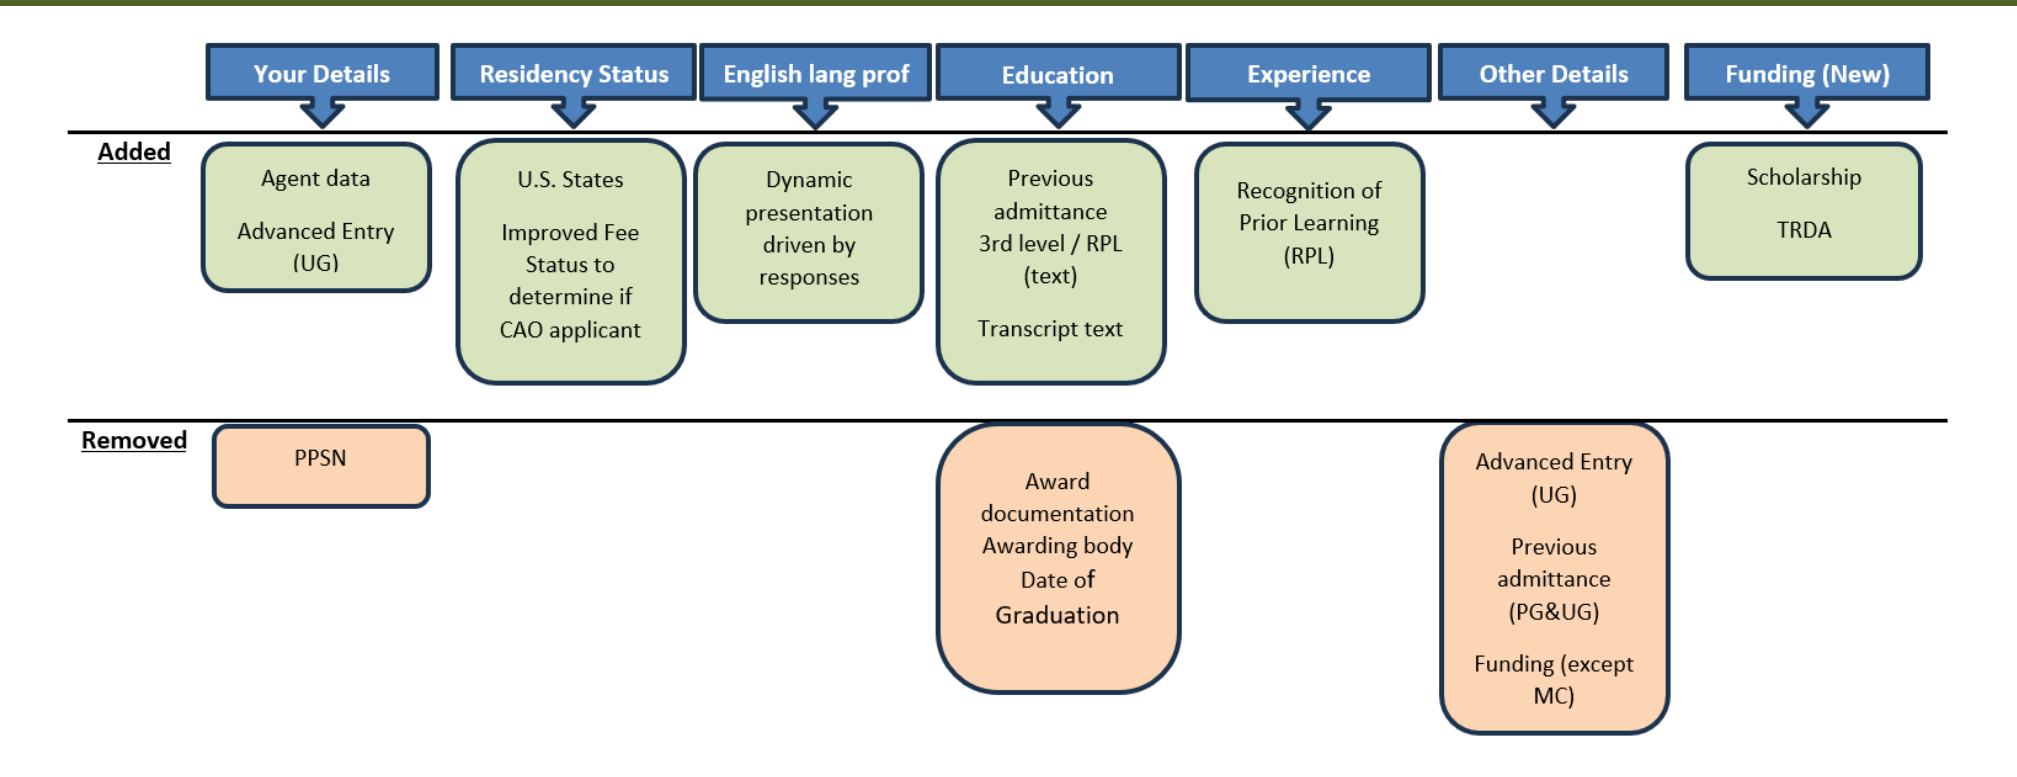 Your Details
Residency Status
English lang prof
Education
Experience
Other Details
Funding (New)
Added
Agent data
Advanced Entry
(UG)
U.S. States
Improved Fee
Status to
determine if
CAO applicant
Dynamic
presentation
driven by
responses
Previous
admittance
3rd level / RPL
(text)
Transcript text
Recognition of
Prior Learning
(RPL)
Scholarship
TRDA
Removed
PPSN
Award
documentation
Awarding body
Date of
Graduation
Advanced Entry
(UG)
Previous
admittance
(PG&UG)
Funding (except
MC)